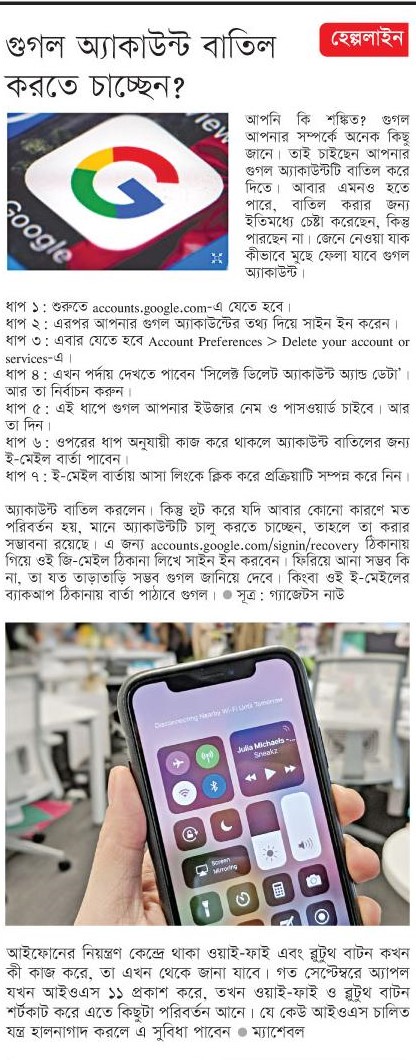 গুগল অ্যাকাউন্ট বাতিল
করতে চাচ্ছেন?
হেল্পলাইন
view
Google
আপনি কি শঙ্কিত? গুগল
আপনার সম্পর্কে অনেক কিছু
জানে। তাই চাইছেন আপনার
গুগল অ্যাকাউন্টটি বাতিল করে
দিতে। আবার এমনও হতে
পারে, বাতিল করার জন্য
ইতিমধ্যে চেষ্টা করেছেন, কিন্তু
পারছেন না। জেনে নেওয়া যাক
কীভাবে মুছে ফেলা যাবে গুগল
অ্যাকাউন্ট।
ধাপ ১ : শুরুতে accounts.google.com-এ যেতে হবে।
ধাপ ২ : এরপর আপনার গুগল অ্যাকাউন্টের তথ্য দিয়ে সাইন ইন করেন।
ধাপ ৩ : এবার যেতে হবে Account Preferences > Delete your account or
services-এ।
ধাপ ৪ : এখন পর্দায় দেখতে পাবেন ‘সিলেক্ট ডিলেট অ্যাকাউন্ট অ্যান্ড ডেটা’।
আর তা নির্বাচন করুন।
ধাপ ৫ : এই ধাপে গুগল আপনার ইউজার নেম ও পাসওয়ার্ড চাইবে। আর
তা দিন।
ধাপ ৬ : ওপরের ধাপ অনুযায়ী কাজ করে থাকলে অ্যাকাউন্ট বাতিলের জন্য
ই-মেইল বার্তা পাবেন।
ধাপ ৭ : ই-মেইল বার্তায় আসা লিংকে ক্লিক করে প্রক্রিয়াটি সম্পন্ন করে নিন।
অ্যাকাউন্ট বাতিল করলেন। কিন্তু হুট করে যদি আবার কোনো কারণে মত
পরিবর্তন হয়, মানে অ্যাকাউন্টটি চালু করতে চাচ্ছেন, তাহলে তা করার
সম্ভাবনা রয়েছে। এ জন্য accounts.google.com/signin/recovery ঠিকানায়
গিয়ে ওই জি-মেইল ঠিকানা লিখে সাইন ইন করবেন। ফিরিয়ে আনা সম্ভব কি
না, তা যত তাড়াতাড়ি সম্ভব গুগল জানিয়ে দেবে। কিংবা ওই ই-মেইলের
ব্যাকআপ ঠিকানায় বার্তা পাঠাবে গুগল। ● সূত্র : গ্যাজেটস নাউ
Disconnecting Nearby Wi-Fi Until Tomorrow
Julia Michaels -...
Sneakz
Screen
Mirroring
আইফোনের নিয়ন্ত্রণ কেন্দ্রে থাকা ওয়াই-ফাই এবং ব্লুটুথ বাটন কখন
কী কাজ করে, তা এখন থেকে জানা যাবে। গত সেপ্টেম্বরে অ্যাপল
যখন আইওএস ১১ প্রকাশ করে, তখন ওয়াই-ফাই ও ব্লুটুথ বাটন
শর্টকাট করে এতে কিছুটা পরিবর্তন আনে। যে কেউ আইওএস চালিত
যন্ত্র হালনাগাদ করলে এ সুবিধা পাবেন ● ম্যাশেবল